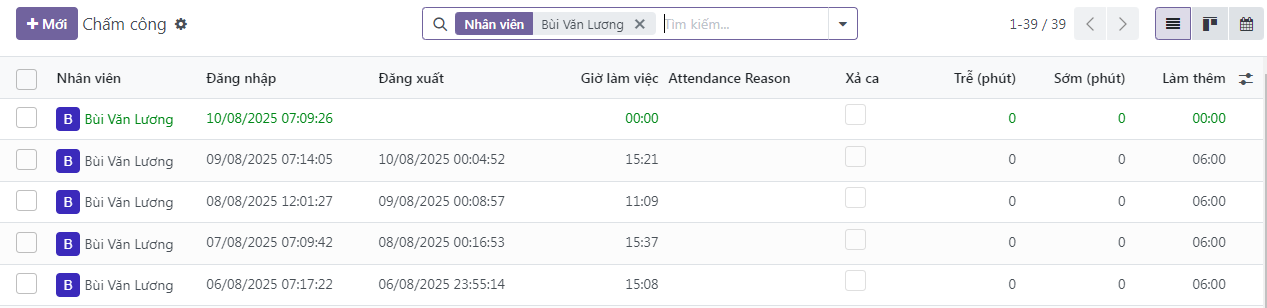 + Mới Chấm công Nhân viên Bùi Văn Lương × Tìm kiếm... 1-39 / 39
Nhân viên Đăng nhập Đăng xuất Giờ làm việc Attendance Reason Xả ca Trễ (phút) Sớm (phút) Làm thêm
B Bùi Văn Lương 10/08/2025 07:09:26 00:00 0 0 00:00
B Bùi Văn Lương 09/08/2025 07:14:05 10/08/2025 00:04:52 15:21 0 0 06:00
B Bùi Văn Lương 08/08/2025 12:01:27 09/08/2025 00:08:57 11:09 0 0 06:00
B Bùi Văn Lương 07/08/2025 07:09:42 08/08/2025 00:16:53 15:37 0 0 06:00
B Bùi Văn Lương 06/08/2025 07:17:22 06/08/2025 23:55:14 15:08 0 0 06:00